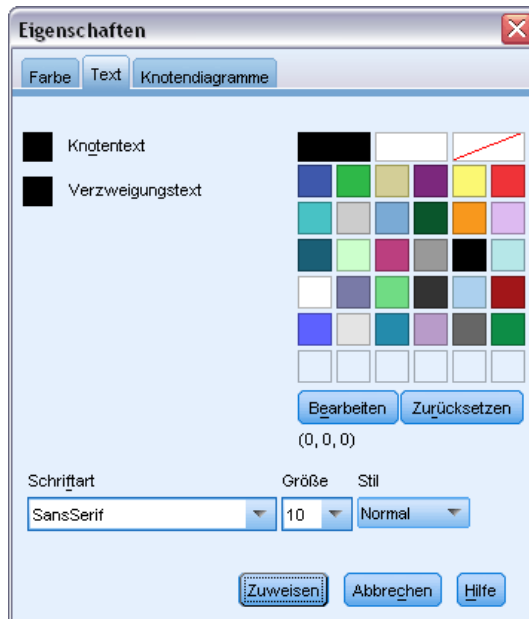 Eigenschaften
Farbe Text Knotendiagramme
Knotentext
Verzweigungstext
Bearbeiten Zurücksetzen
(0, 0, 0)
Schriftart Größe Stil
SansSerif 10 Normal
Zuweisen Abbrechen Hilfe